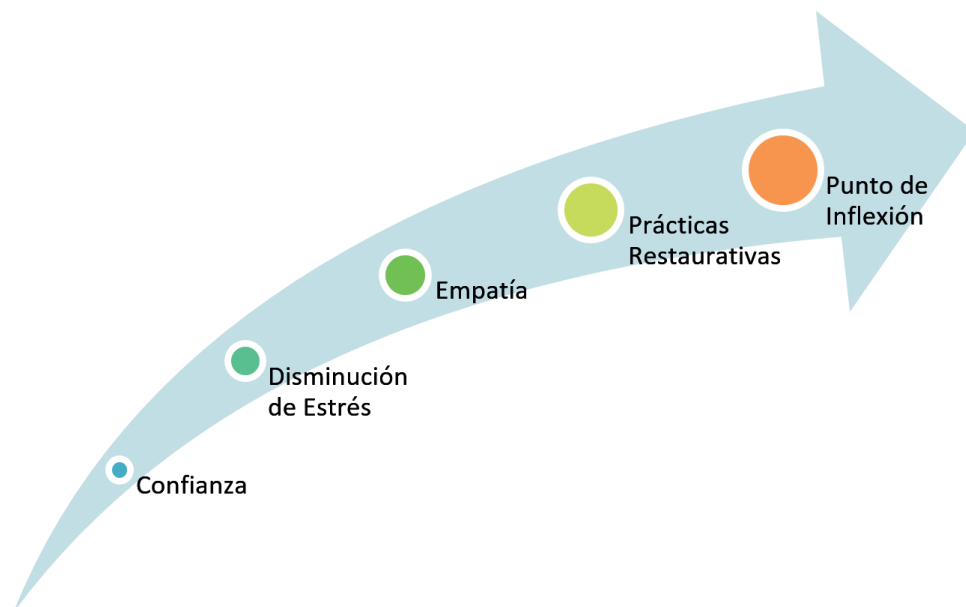 Confianza
Disminución
de Estrés
Empatía
Prácticas
Restaurativas
Punto de
Inflexión